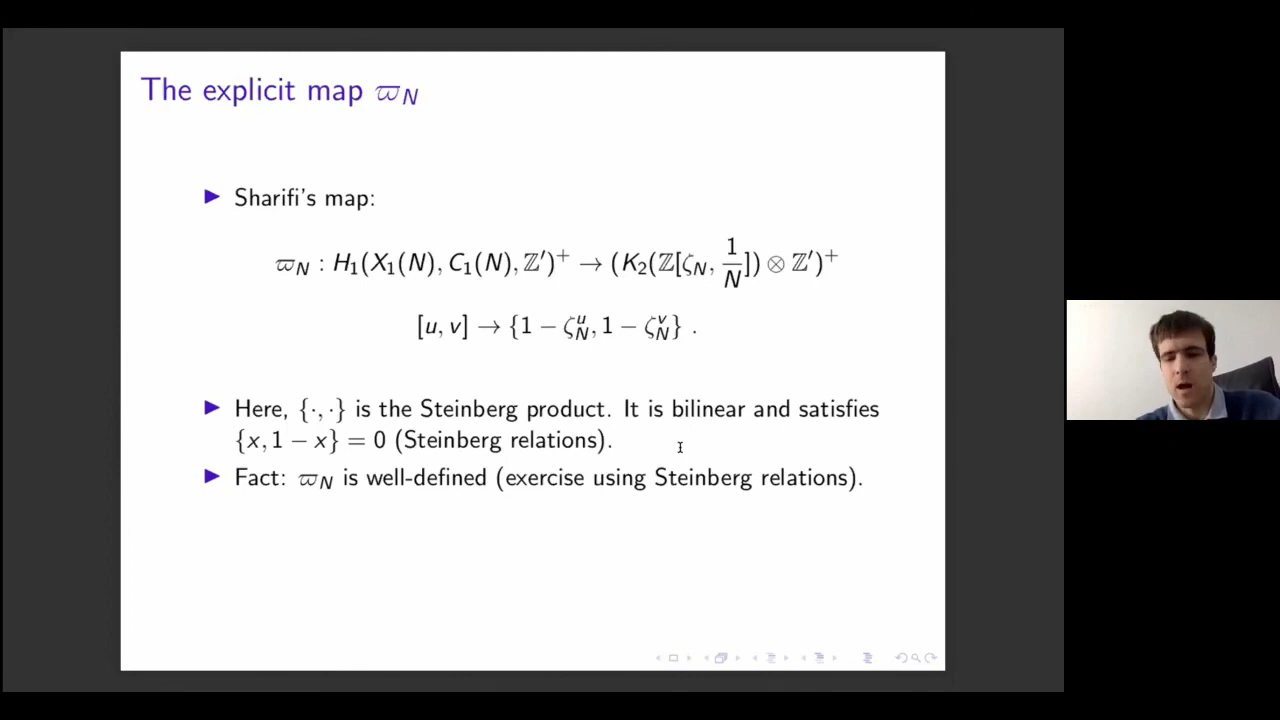 The explicit map ϖ_N
▶ Sharifi's map:
ϖ_N : H_1(X_1(N), C_1(N), ℤ′)^+ → (K_2(ℤ[ζ_N, 1/N]) ⊗ ℤ′)^+
[u, v] → {1 − ζ_N^u, 1 − ζ_N^v} .
▶ Here, {·, ·} is the Steinberg product. It is bilinear and satisfies
{x, 1 − x} = 0 (Steinberg relations).
▶ Fact: ϖ_N is well-defined (exercise using Steinberg relations).